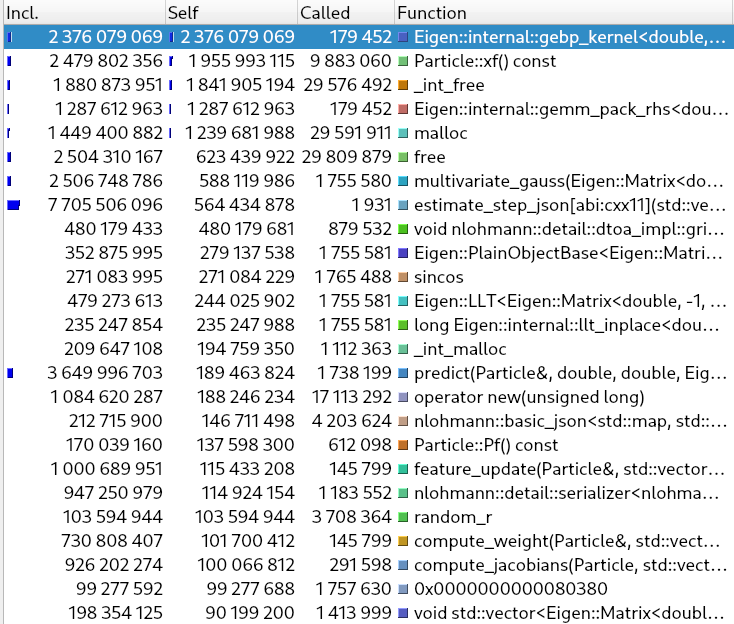 Incl. Self Called Function
2 376 079 069 2 376 079 069 179 452 Eigen::internal::gebp_kernel<double,...
2 479 802 356 1 955 993 115 9 883 060 Particle::xf() const
1 880 873 951 1 841 905 194 29 576 492 _int_free
1 287 612 963 1 287 612 963 179 452 Eigen::internal::gemm_pack_rhs<dou...
1 449 400 882 1 239 681 988 29 591 911 malloc
2 504 310 167 623 439 922 29 809 879 free
2 506 748 786 588 119 986 1 755 580 multivariate_gauss(Eigen::Matrix<do...
7 705 506 096 564 434 878 1 931 estimate_step_json[abi:cxx11](std::ve...
480 179 433 480 179 681 879 532 void nlohmann::detail::dtoa_impl::gri...
352 875 995 279 137 538 1 755 581 Eigen::PlainObjectBase<Eigen::Matri...
271 083 995 271 084 229 1 765 488 sincos
479 273 613 244 025 902 1 755 581 Eigen::LLT<Eigen::Matrix<double, -1, ...
235 247 854 235 247 988 1 755 581 long Eigen::internal::llt_inplace<dou...
209 647 108 194 759 350 1 112 363 _int_malloc
3 649 996 703 189 463 824 1 738 199 predict(Particle&, double, double, Eig...
1 084 620 287 188 246 234 17 113 292 operator new(unsigned long)
212 715 900 146 711 498 4 203 624 nlohmann::basic_json<std::map, std::...
170 039 160 137 598 300 612 098 Particle::Pf() const
1 000 689 951 115 433 208 145 799 feature_update(Particle&, std::vector...
947 250 979 114 924 154 1 183 552 nlohmann::detail::serializer<nlohma...
103 594 944 103 594 944 3 708 364 random_r
730 808 407 101 700 412 145 799 compute_weight(Particle&, std::vect...
926 202 274 100 066 812 291 598 compute_jacobians(Particle, std::vect...
99 277 592 99 277 688 1 757 630 0x0000000000080380
198 354 125 90 199 200 1 413 999 void std::vector<Eigen::Matrix<doubl...